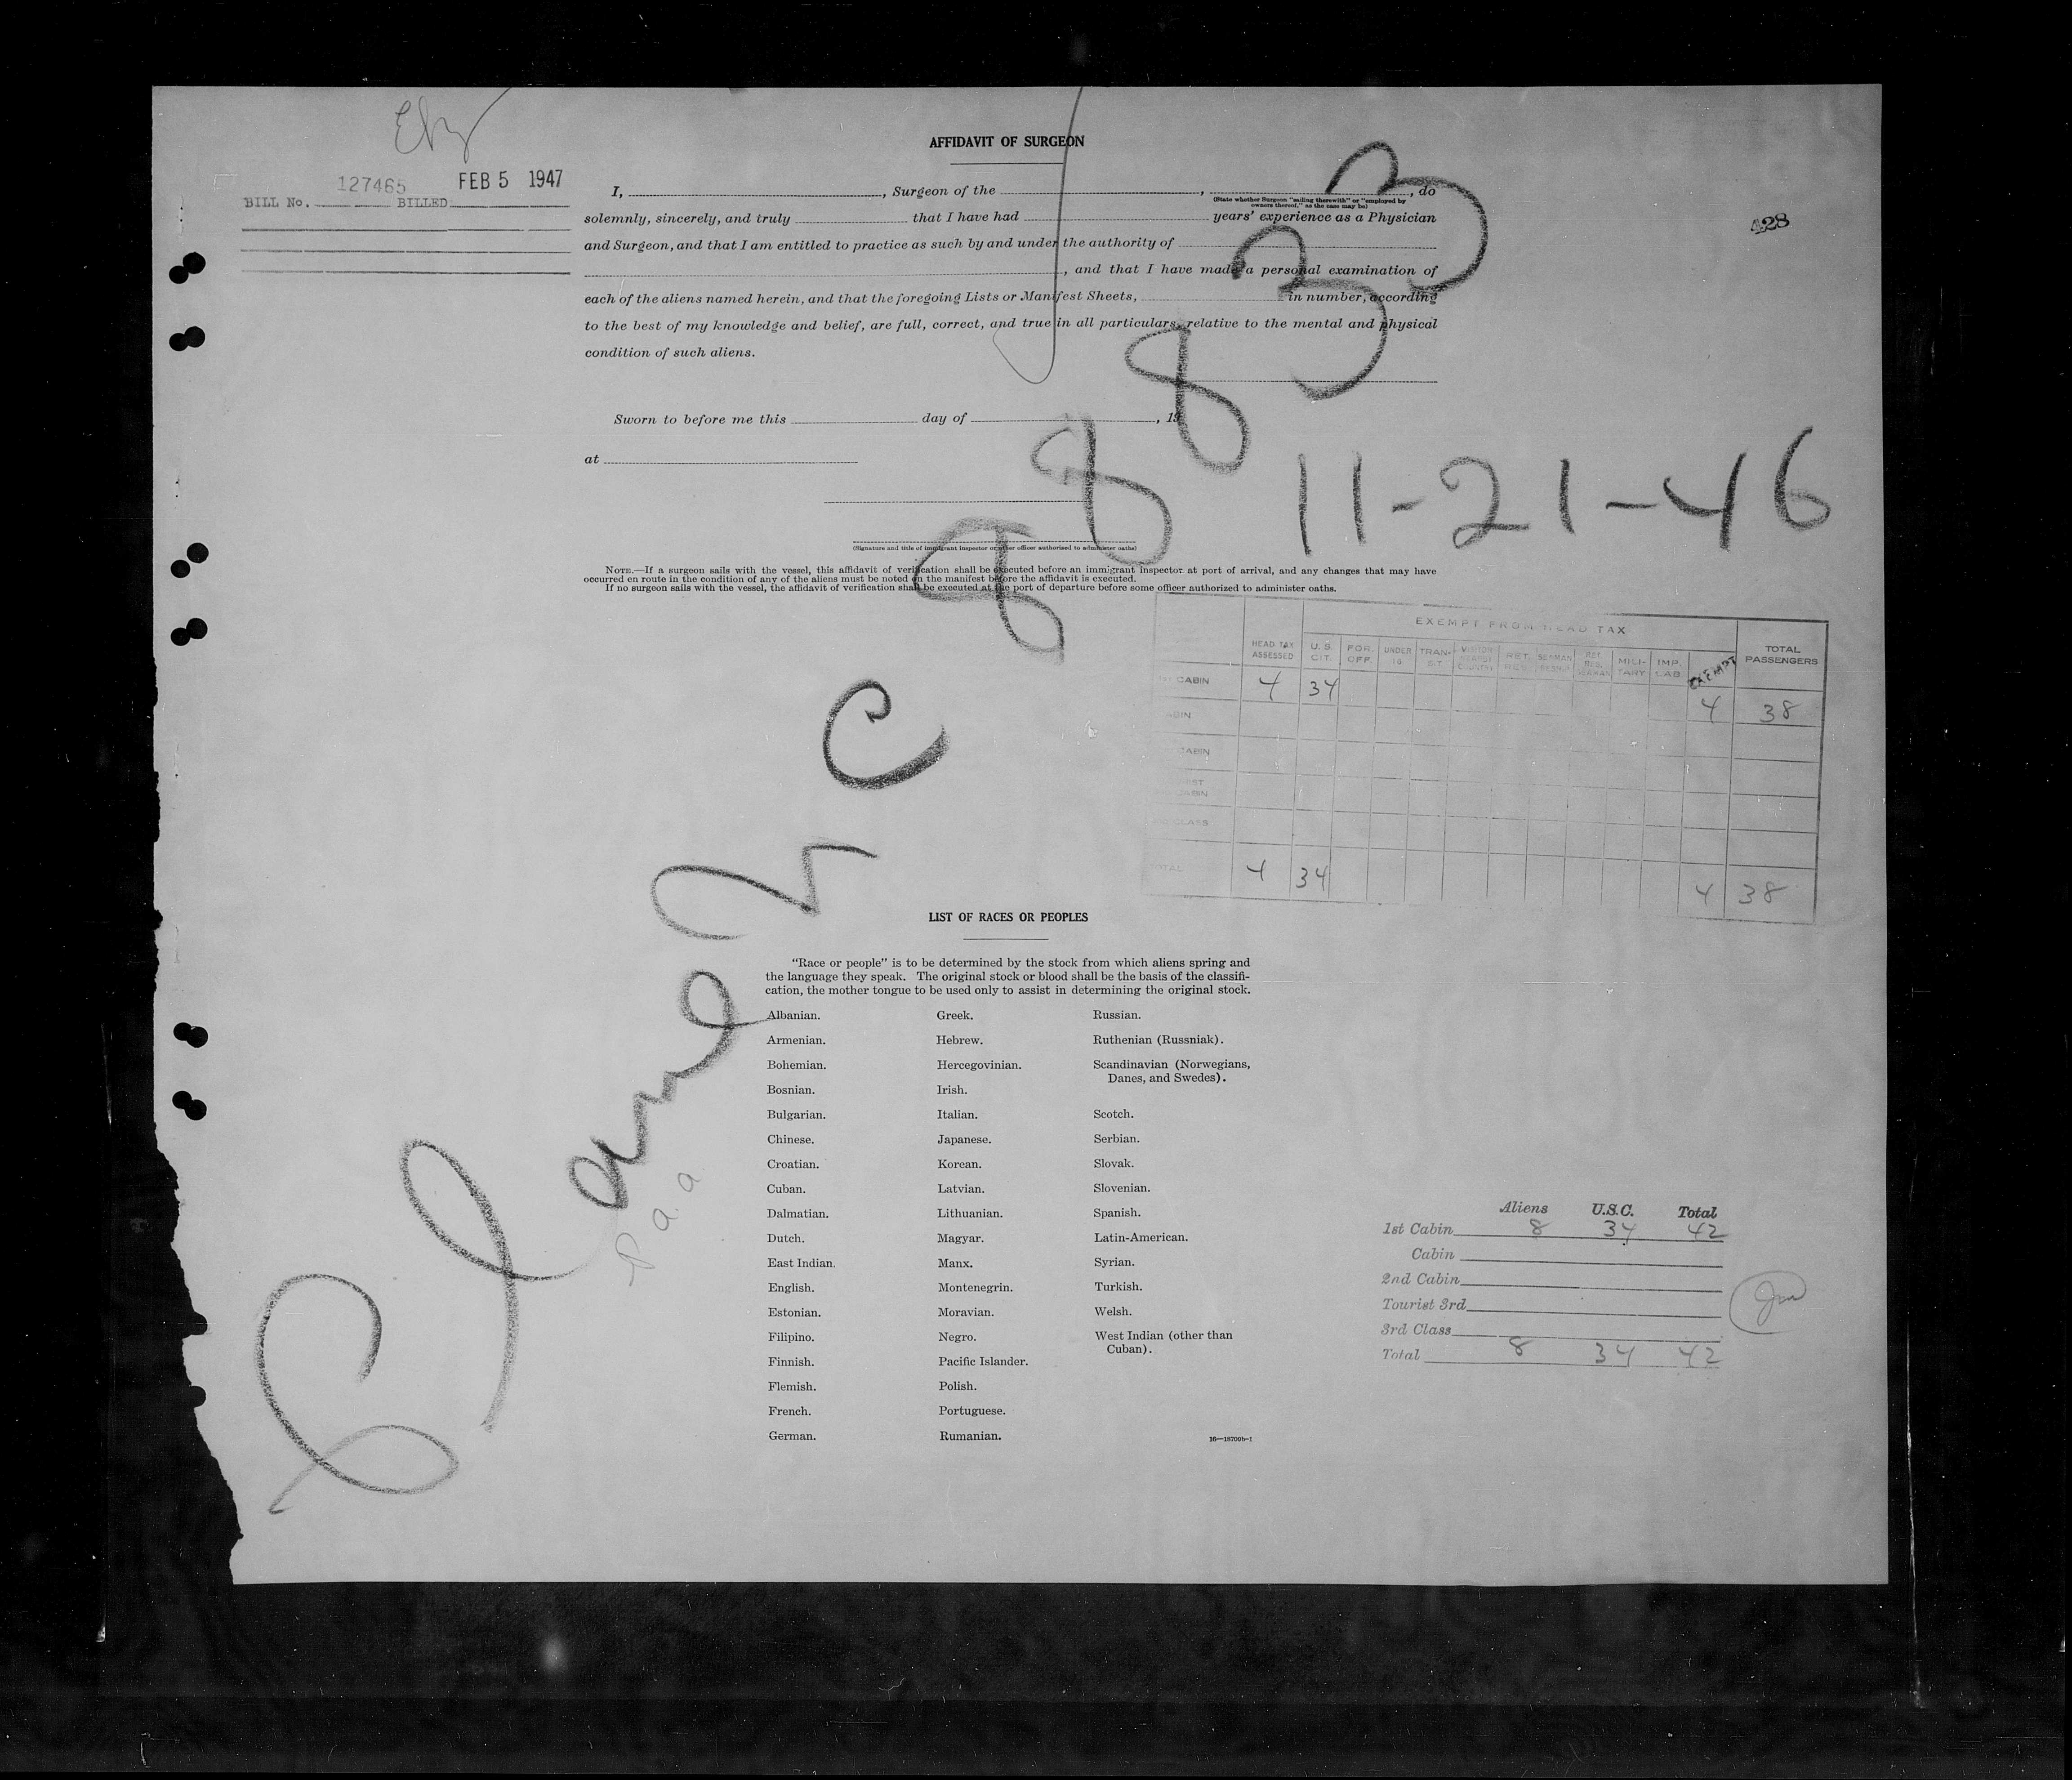 AFFIDAVIT OF SURGEON
127465 FEB 5 1947
BILL No. BILLED
428
I, , Surgeon of the , , do
(State whether Surgeon "sailing therewith" or "employed by
owners thereof," as the case may be)
solemnly, sincerely, and truly that I have had years' experience as a Physician
and Surgeon, and that I am entitled to practice as such by and under the authority of
, and that I have made a personal examination of
each of the aliens named herein, and that the foregoing Lists or Manifest Sheets, in number, according
to the best of my knowledge and belief, are full, correct, and true in all particulars, relative to the mental and physical
condition of such aliens.
Sworn to before me this day of , 19
at
(Signature and title of immigrant inspector or other officer authorized to administer oaths)
NOTE.—If a surgeon sails with the vessel, this affidavit of verification shall be executed before an immigrant inspector at port of arrival, and any changes that may have
occurred en route in the condition of any of the aliens must be noted on the manifest before the affidavit is executed.
If no surgeon sails with the vessel, the affidavit of verification shall be executed at the port of departure before some officer authorized to administer oaths.
11-21-46
88833
EXEMPT FROM HEAD TAX
HEAD TAX ASSESSED U.S. CIT. FOR. OFF. UNDER 16 TRAN- SIT RET. RES. MILI- TARY IMP. LAB. EXEMPT TOTAL PASSENGERS
1st CABIN 4 34 4 38
CABIN
CABIN
CLASS
TOTAL 4 34 4 38
LIST OF RACES OR PEOPLES
"Race or people" is to be determined by the stock from which aliens spring and
the language they speak. The original stock or blood shall be the basis of the classifi-
cation, the mother tongue to be used only to assist in determining the original stock.
Albanian. Greek. Russian.
Armenian. Hebrew. Ruthenian (Russniak).
Bohemian. Hercegovinian. Scandinavian (Norwegians,
Danes, and Swedes).
Bosnian. Irish.
Bulgarian. Italian. Scotch.
Chinese. Japanese. Serbian.
Croatian. Korean. Slovak.
Cuban. Latvian. Slovenian.
Dalmatian. Lithuanian. Spanish.
Dutch. Magyar. Latin-American.
East Indian. Manx. Syrian.
English. Montenegrin. Turkish.
Estonian. Moravian. Welsh.
Filipino. Negro. West Indian (other than
Cuban).
Finnish. Pacific Islander.
Flemish. Polish.
French. Portuguese.
German. Rumanian.
16—18700b-1
P a a
Aliens U.S.C. Total
1st Cabin 8 34 42
Cabin
2nd Cabin
Tourist 3rd
3rd Class
Total 8 34 42